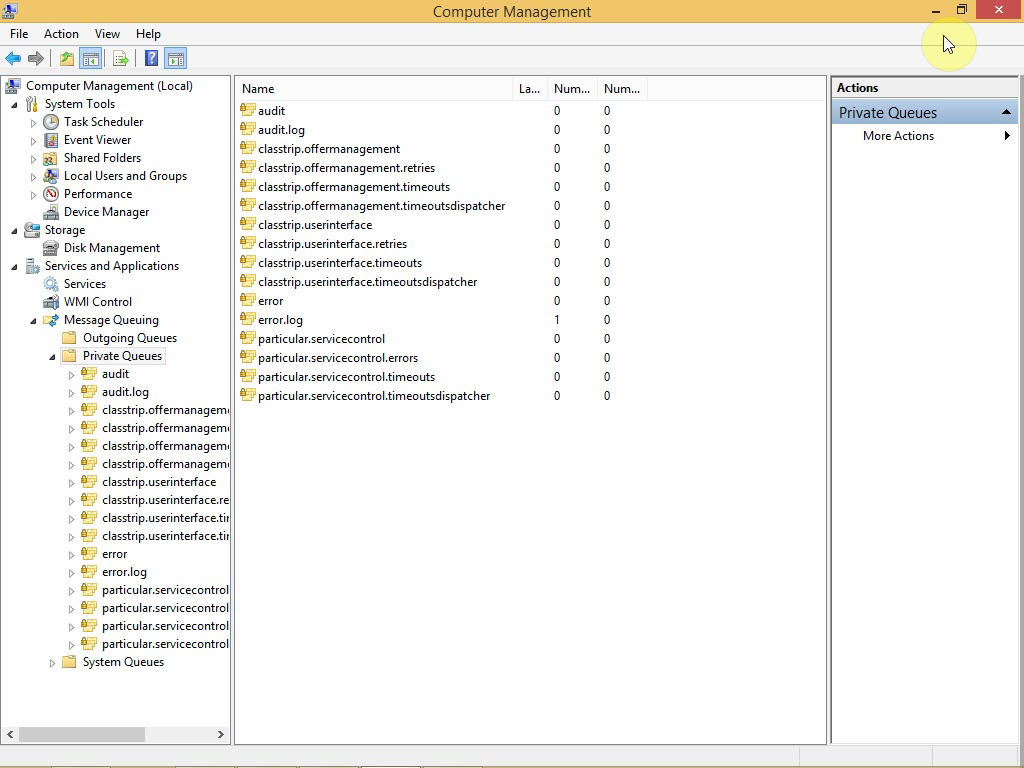 Computer Management
File Action View Help
Computer Management (Local)
System Tools
Task Scheduler
Event Viewer
Shared Folders
Local Users and Groups
Performance
Device Manager
Storage
Disk Management
Services and Applications
Services
WMI Control
Message Queuing
Outgoing Queues
Private Queues
audit
audit.log
classtrip.offermanagem
classtrip.offermanagem
classtrip.offermanagem
classtrip.offermanagem
classtrip.userinterface
classtrip.userinterface.re
classtrip.userinterface.tir
classtrip.userinterface.tir
error
error.log
particular.servicecontrol
particular.servicecontrol
particular.servicecontrol
particular.servicecontrol
System Queues
Name La... Num... Num...
audit 0 0
audit.log 0 0
classtrip.offermanagement 0 0
classtrip.offermanagement.retries 0 0
classtrip.offermanagement.timeouts 0 0
classtrip.offermanagement.timeoutsdispatcher 0 0
classtrip.userinterface 0 0
classtrip.userinterface.retries 0 0
classtrip.userinterface.timeouts 0 0
classtrip.userinterface.timeoutsdispatcher 0 0
error 0 0
error.log 1 0
particular.servicecontrol 0 0
particular.servicecontrol.errors 0 0
particular.servicecontrol.timeouts 0 0
particular.servicecontrol.timeoutsdispatcher 0 0
Actions
Private Queues
More Actions